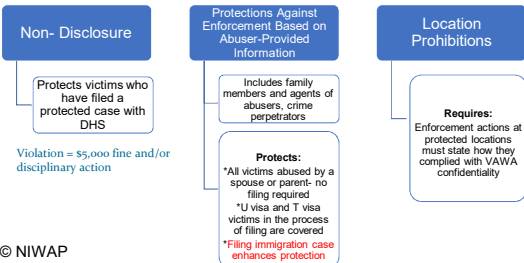 Non- Disclosure
Protects victims who
have filed a
protected case with
DHS
Violation = $5,000 fine and/or
disciplinary action
Protections Against
Enforcement Based on
Abuser-Provided
Information
Includes family
members and agents of
abusers, crime
perpetrators
Protects:
*All victims abused by a
spouse or parent- no
filing required
*U visa and T visa
victims in the process
of filing are covered
*Filing immigration case
enhances protection
Location
Prohibitions
Requires:
Enforcement actions at
protected locations
must state how they
complied with VAWA
confidentiality
© NIWAP